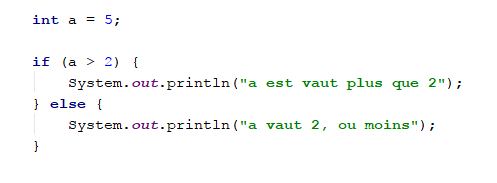 int a = 5;
if (a > 2) {
System.out.println("a est vaut plus que 2");
} else {
System.out.println("a vaut 2, ou moins");
}